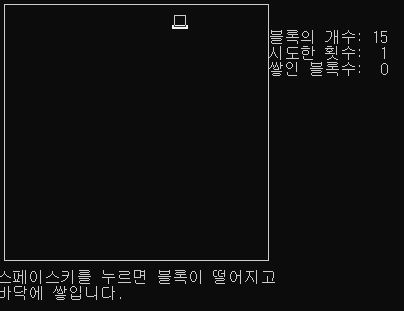 블록의 개수: 15
시도한 횟수: 1
쌓인 블록수: 0
스페이스키를 누르면 블록이 떨어지고
바닥에 쌓입니다.